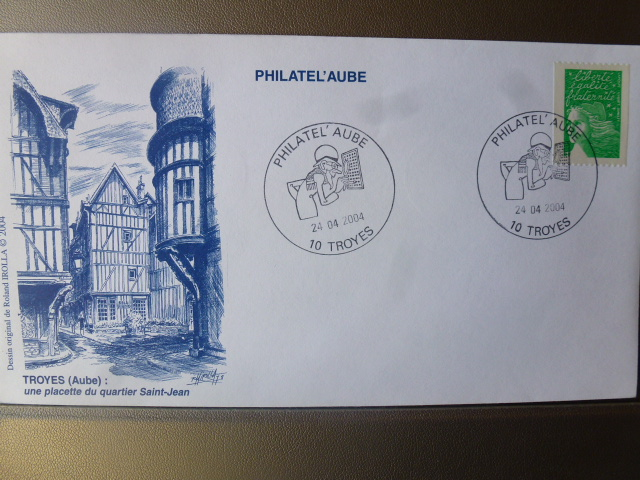 PHILATEL'AUBE
liberté
égalité
fraternité
PHILATEL' AUBE
24 04 2004
10 TROYES
PHILATEL' AUBE
24 04 2004
10 TROYES
Dessin original de Roland IROLLA © 2004
TROYES (Aube) :
une placette du quartier Saint-Jean